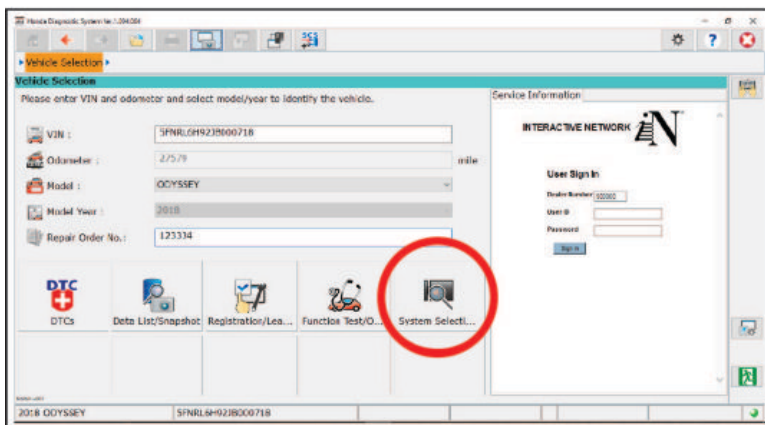 Honda Diagnostic System Ver.1.004.004
SCS
?
Vehicle Selection
Vehicle Selection
Please enter VIN and odometer and select model/year to identify the vehicle.
VIN :
5FNRL6H92JB000718
Odometer :
27579
mile
Model :
ODYSSEY
Model Year :
2018
Repair Order No.:
123334
DTC
DTCs
Data List/Snapshot
Registration/Lea...
Function Test/O...
System Selecti...
Service Information
INTERACTIVE NETWORK iN
User Sign In
Dealer Number
User ID
Password
Sign In
2018 ODYSSEY
5FNRL6H92JB000718